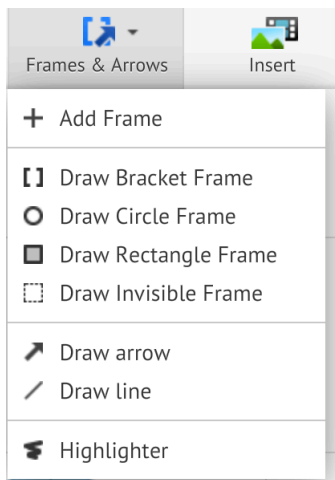 Frames & Arrows
Insert
Add Frame
Draw Bracket Frame
Draw Circle Frame
Draw Rectangle Frame
Draw Invisible Frame
Draw arrow
Draw line
Highlighter